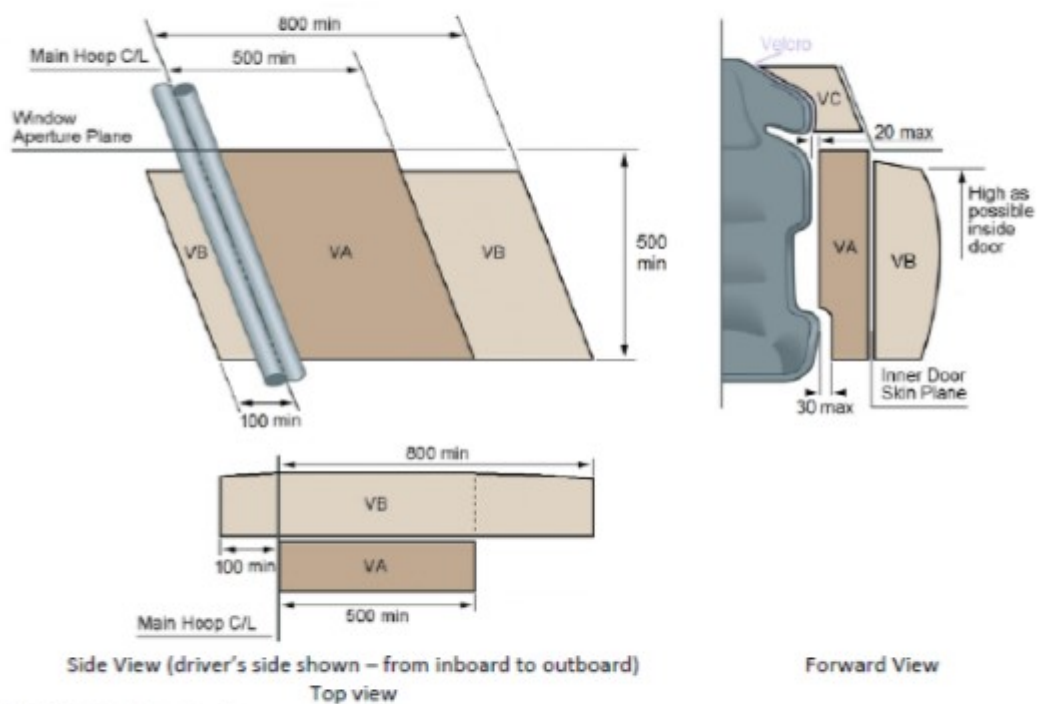 800 min
Main Hoop C/L
500 min
Window
Aperture Plane
VB
VA
VB
500
min
100 min
Velcro
VC
20 max
High as
possible
inside
door
VA
VB
Inner Door
Skin Plane
30 max
800 min
VB
100 min
VA
500 min
Main Hoop C/L
Side View (driver's side shown – from inboard to outboard)
Top view
Forward View